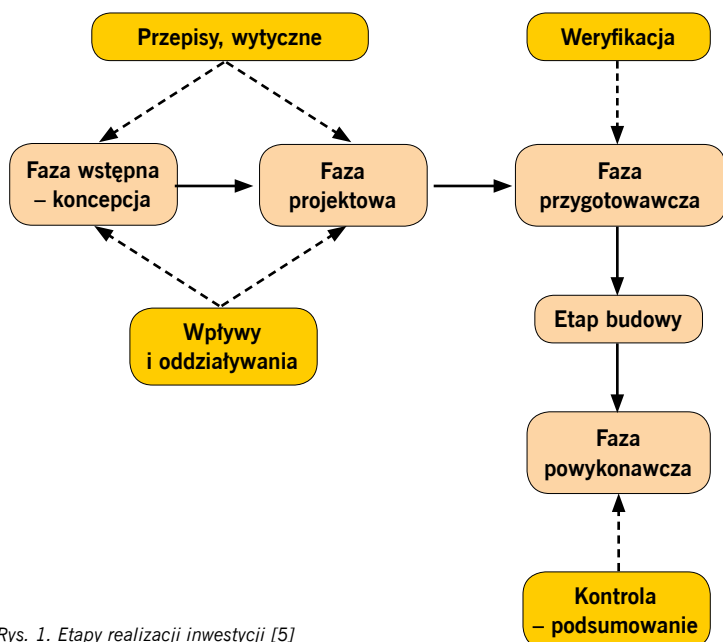 Przepisy, wytyczne
Weryfikacja
Faza wstępna
– koncepcja
Faza
projektowa
Faza
przygotowawcza
Wpływy
i oddziaływania
Etap budowy
Faza
powykonawcza
Kontrola
– podsumowanie
Rys. 1. Etapy realizacji inwestycji [5]